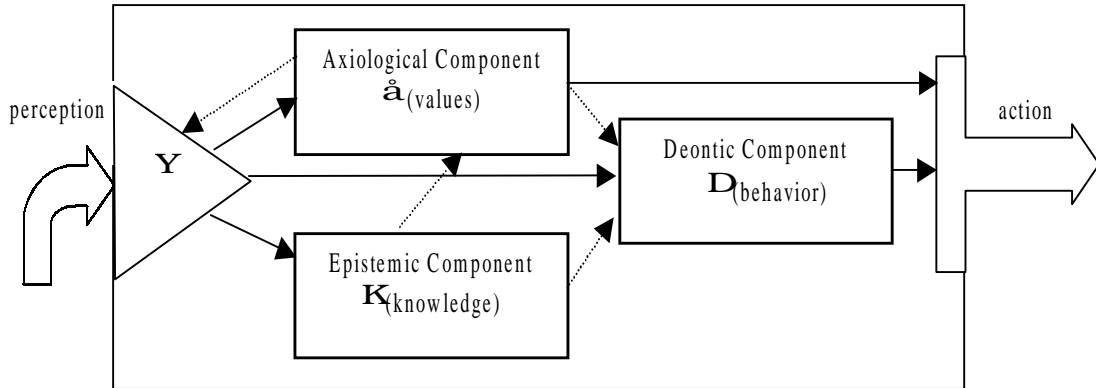 Axiological Component
å (values)
perception
action
Y
Deontic Component
D (behavior)
Epistemic Component
K (knowledge)